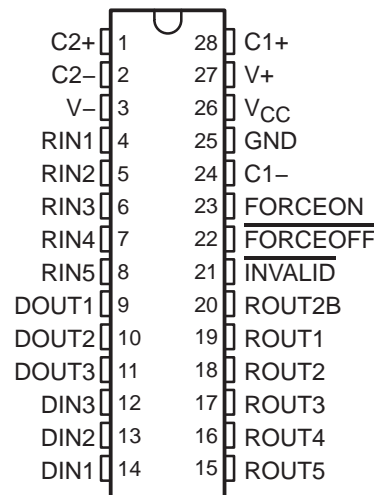 C2+ 1 28 C1+
C2− 2 27 V+
V− 3 26 VCC
RIN1 4 25 GND
RIN2 5 24 C1−
RIN3 6 23 FORCEON
RIN4 7 22 FORCEOFF
RIN5 8 21 INVALID
DOUT1 9 20 ROUT2B
DOUT2 10 19 ROUT1
DOUT3 11 18 ROUT2
DIN3 12 17 ROUT3
DIN2 13 16 ROUT4
DIN1 14 15 ROUT5